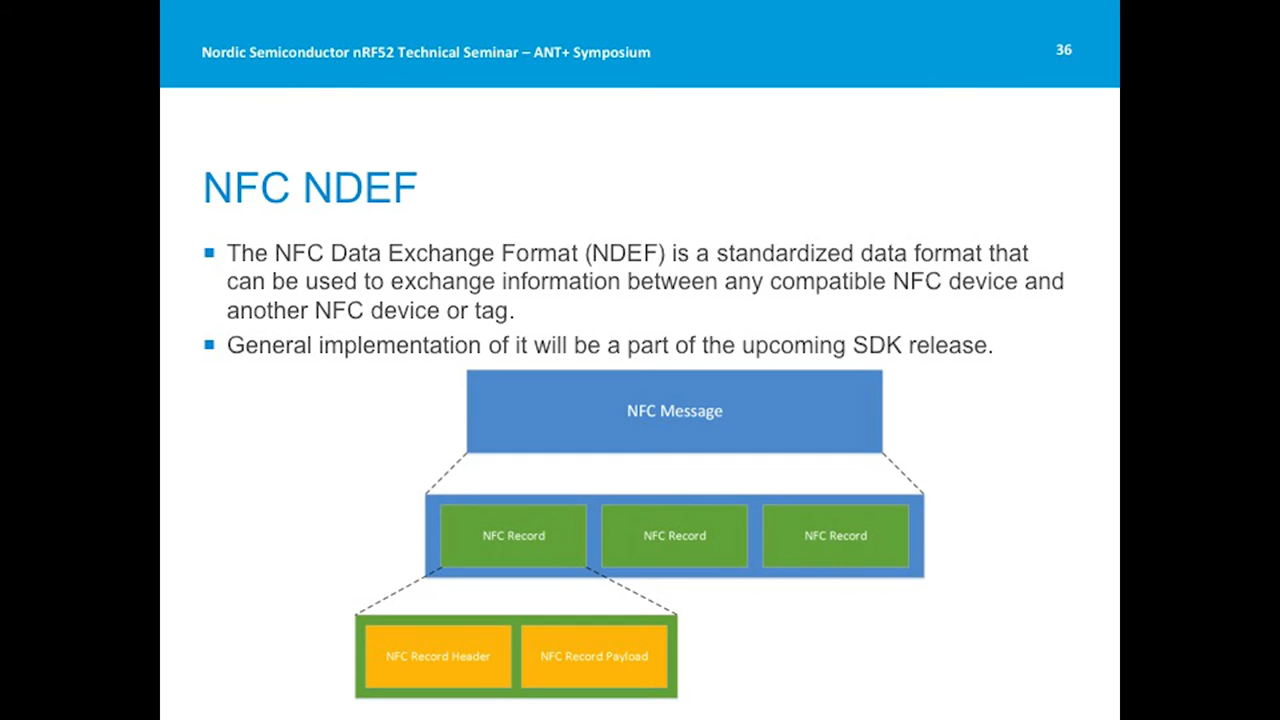 Nordic Semiconductor nRF52 Technical Seminar – ANT+ Symposium
36
NFC NDEF
The NFC Data Exchange Format (NDEF) is a standardized data format that
can be used to exchange information between any compatible NFC device and
another NFC device or tag.
General implementation of it will be a part of the upcoming SDK release.
NFC Message
NFC Record
NFC Record
NFC Record
NFC Record Header
NFC Record Payload